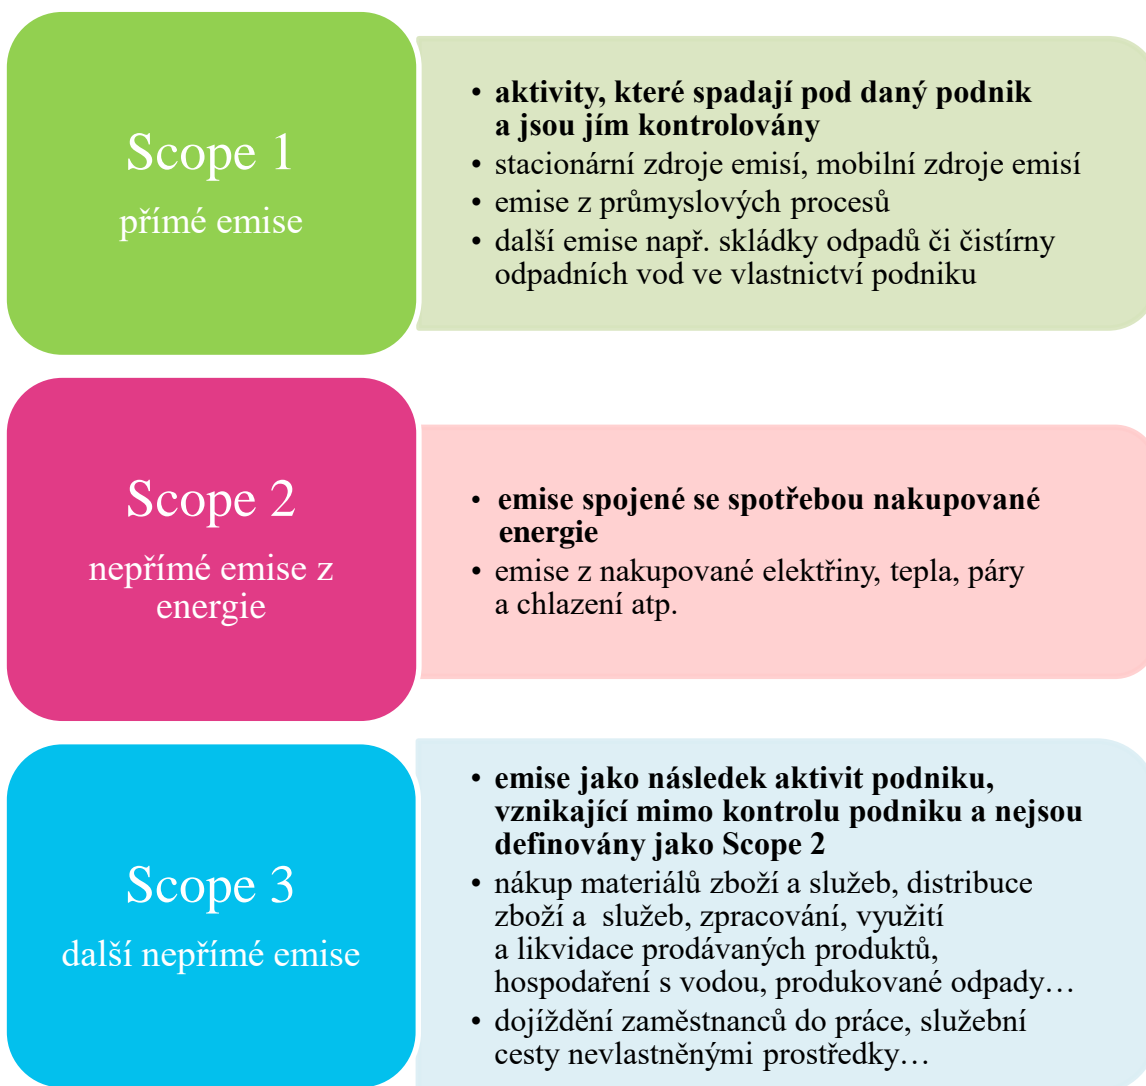 Scope 1
přímé emise
• aktivity, které spadají pod daný podnik
a jsou jím kontrolovány
• stacionární zdroje emisí, mobilní zdroje emisí
• emise z průmyslových procesů
• další emise např. skládky odpadů či čistírny
odpadních vod ve vlastnictví podniku
Scope 2
nepřímé emise z
energie
• emise spojené se spotřebou nakupované
energie
• emise z nakupované elektřiny, tepla, páry
a chlazení atp.
Scope 3
další nepřímé emise
• emise jako následek aktivit podniku,
vznikající mimo kontrolu podniku a nejsou
definovány jako Scope 2
• nákup materiálů zboží a služeb, distribuce
zboží a služeb, zpracování, využití
a likvidace prodávaných produktů,
hospodaření s vodou, produkované odpady…
• dojíždění zaměstnanců do práce, služební
cesty nevlastněnými prostředky…